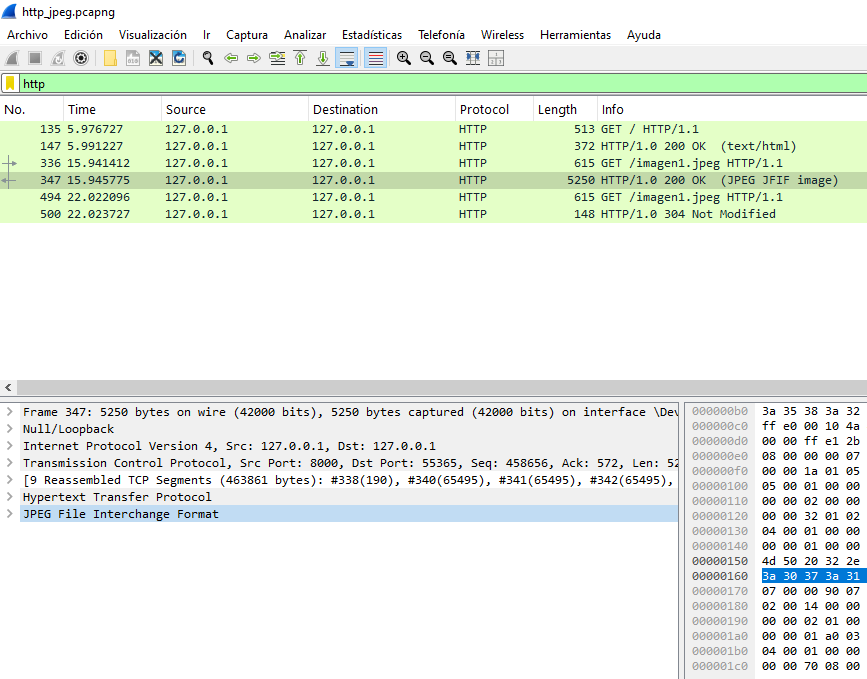 http_jpeg.pcapng
Archivo Edición Visualización Ir Captura Analizar Estadísticas Telefonía Wireless Herramientas Ayuda
http
No. Time Source Destination Protocol Length Info
135 5.976727 127.0.0.1 127.0.0.1 HTTP 513 GET / HTTP/1.1
147 5.991227 127.0.0.1 127.0.0.1 HTTP 372 HTTP/1.0 200 OK (text/html)
336 15.941412 127.0.0.1 127.0.0.1 HTTP 615 GET /imagen1.jpeg HTTP/1.1
347 15.945775 127.0.0.1 127.0.0.1 HTTP 5250 HTTP/1.0 200 OK (JPEG JFIF image)
494 22.022096 127.0.0.1 127.0.0.1 HTTP 615 GET /imagen1.jpeg HTTP/1.1
500 22.023727 127.0.0.1 127.0.0.1 HTTP 148 HTTP/1.0 304 Not Modified
Frame 347: 5250 bytes on wire (42000 bits), 5250 bytes captured (42000 bits) on interface \Dev
Null/Loopback
Internet Protocol Version 4, Src: 127.0.0.1, Dst: 127.0.0.1
Transmission Control Protocol, Src Port: 8000, Dst Port: 55365, Seq: 458656, Ack: 572, Len: 52
[9 Reassembled TCP Segments (463861 bytes): #338(190), #340(65495), #341(65495), #342(65495),
Hypertext Transfer Protocol
JPEG File Interchange Format
000000b0 3a 35 38 3a 32
000000c0 ff e0 00 10 4a
000000d0 00 00 ff e1 2b
000000e0 08 00 00 00 07
000000f0 00 00 1a 01 05
00000100 05 00 01 00 00
00000110 00 00 02 00 00
00000120 00 00 32 01 02
00000130 04 00 01 00 00
00000140 00 00 01 00 00
00000150 4d 50 20 32 2e
00000160 3a 30 37 3a 31
00000170 07 00 00 90 07
00000180 02 00 14 00 00
00000190 00 00 02 01 00
000001a0 00 00 01 a0 03
000001b0 04 00 01 00 00
000001c0 00 00 70 08 00